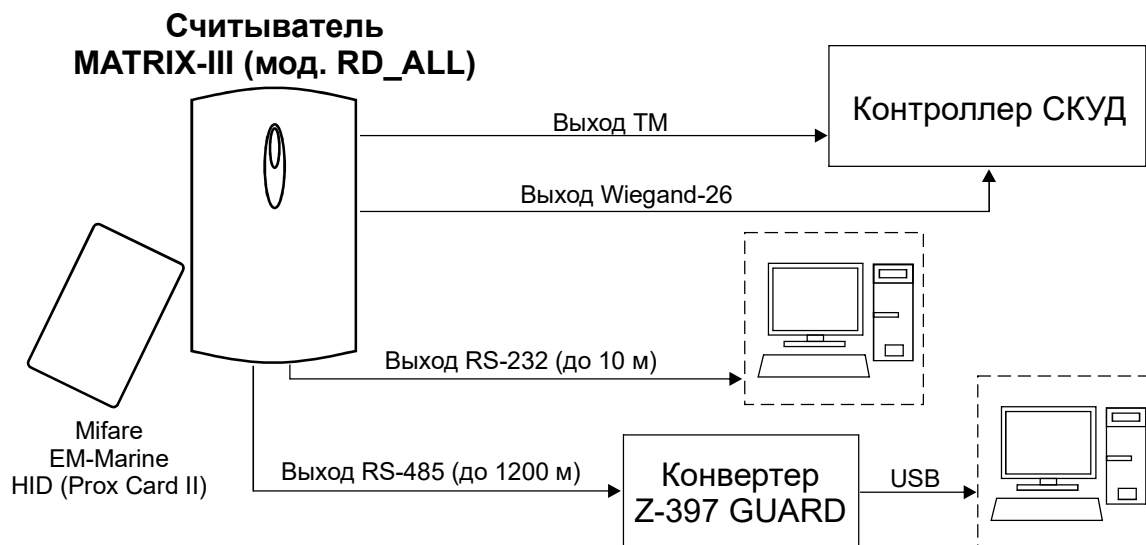 Считыватель
MATRIX-III (мод. RD_ALL)
Выход ТМ
Контроллер СКУД
Выход Wiegand-26
Выход RS-232 (до 10 м)
Mifare
EM-Marine
HID (Prox Card II)
Выход RS-485 (до 1200 м)
Конвертер
Z-397 GUARD
USB